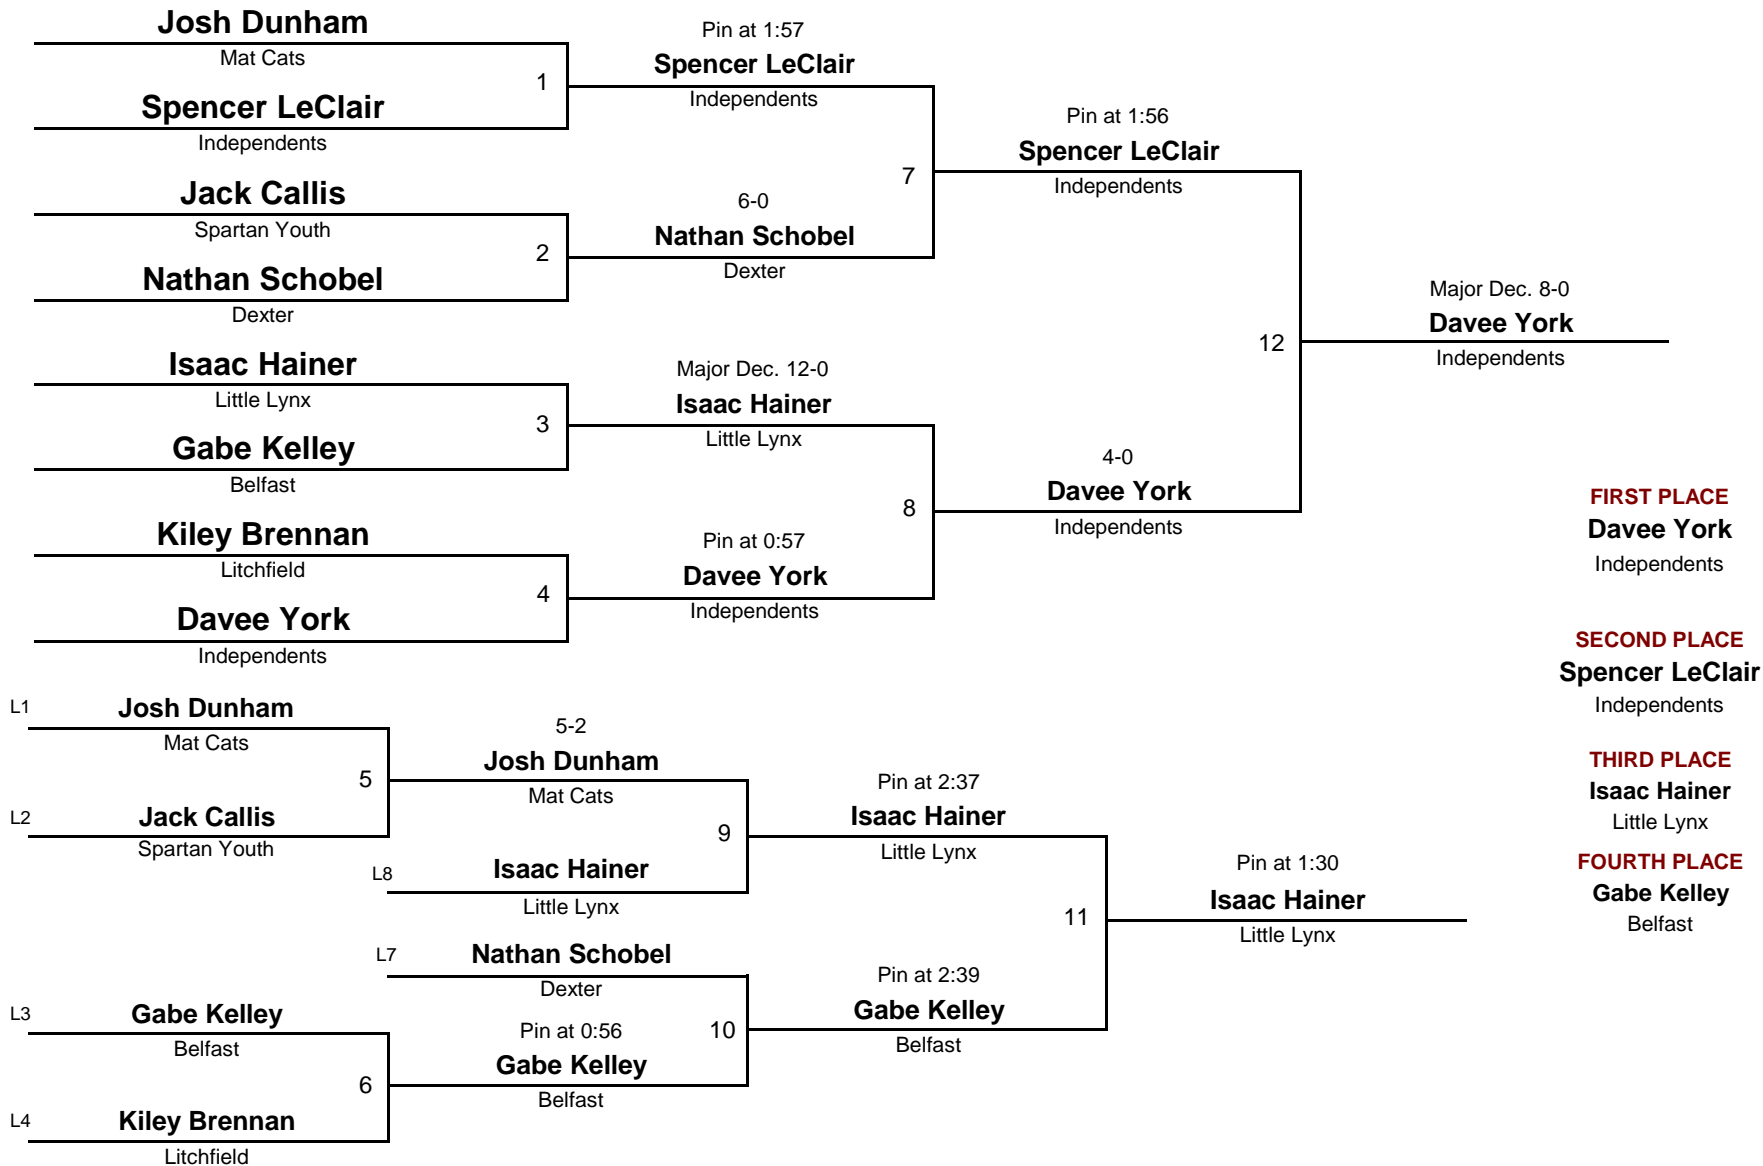 Josh Dunham
Mat Cats
1
Spencer LeClair
Independents
Jack Callis
Spartan Youth
2
Nathan Schobel
Dexter
Isaac Hainer
Little Lynx
3
Gabe Kelley
Belfast
Kiley Brennan
Litchfield
4
Davee York
Independents
Pin at 1:57
Spencer LeClair
Independents
7
6-0
Nathan Schobel
Dexter
Major Dec. 12-0
Isaac Hainer
Little Lynx
8
Pin at 0:57
Davee York
Independents
Pin at 1:56
Spencer LeClair
Independents
12
4-0
Davee York
Independents
Major Dec. 8-0
Davee York
Independents
L1
Josh Dunham
Mat Cats
5
L2
Jack Callis
Spartan Youth
L3
Gabe Kelley
Belfast
6
L4
Kiley Brennan
Litchfield
5-2
Josh Dunham
Mat Cats
9
L8
Isaac Hainer
Little Lynx
L7
Nathan Schobel
Dexter
10
Pin at 0:56
Gabe Kelley
Belfast
Pin at 2:37
Isaac Hainer
Little Lynx
11
Pin at 2:39
Gabe Kelley
Belfast
Pin at 1:30
Isaac Hainer
Little Lynx
FIRST PLACE
Davee York
Independents
SECOND PLACE
Spencer LeClair
Independents
THIRD PLACE
Isaac Hainer
Little Lynx
FOURTH PLACE
Gabe Kelley
Belfast